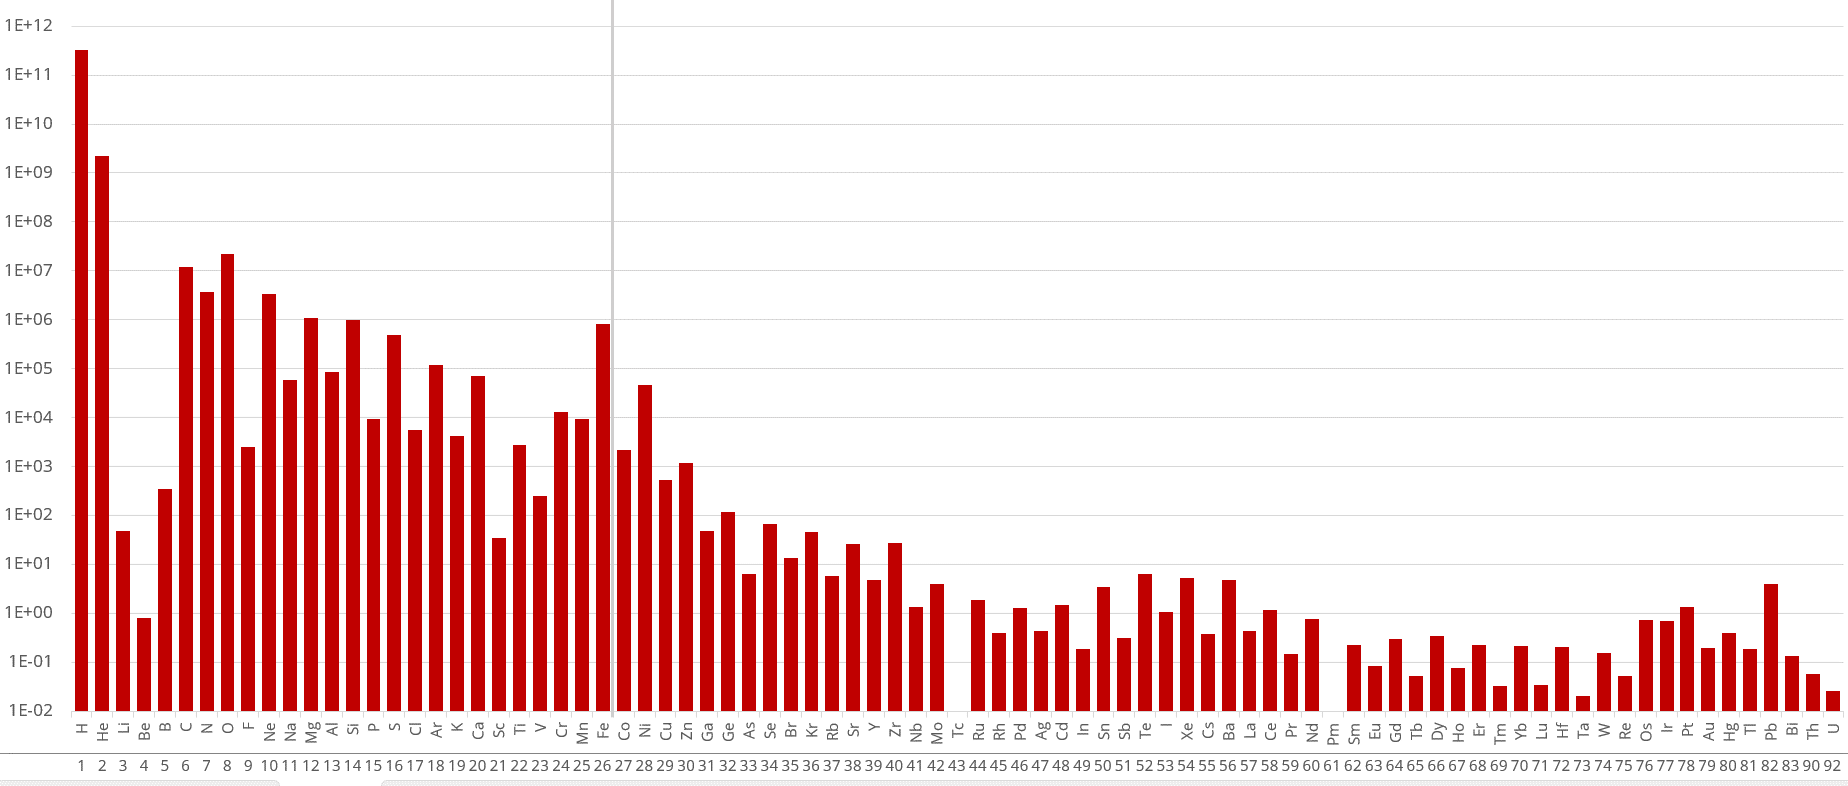 1E+12
1E+11
1E+10
1E+09
1E+08
1E+07
1E+06
1E+05
1E+04
1E+03
1E+02
1E+01
1E+00
1E-01
1E-02
H He Li Be B C N O F Ne Na Mg Al Si P S Cl Ar K Ca Sc Ti V Cr Mn Fe Co Ni Cu Zn Ga Ge As Se Br Kr Rb Sr Y Zr Nb Mo Tc Ru Rh Pd Ag Cd In Sn Sb Te I Xe Cs Ba La Ce Pr Nd Pm Sm Eu Gd Tb Dy Ho Er Tm Yb Lu Hf Ta W Re Os Ir Pt Au Hg Tl Pb Bi Th U
1 2 3 4 5 6 7 8 9 10 11 12 13 14 15 16 17 18 19 20 21 22 23 24 25 26 27 28 29 30 31 32 33 34 35 36 37 38 39 40 41 42 43 44 45 46 47 48 49 50 51 52 53 54 55 56 57 58 59 60 61 62 63 64 65 66 67 68 69 70 71 72 73 74 75 76 77 78 79 80 81 82 83 90 92